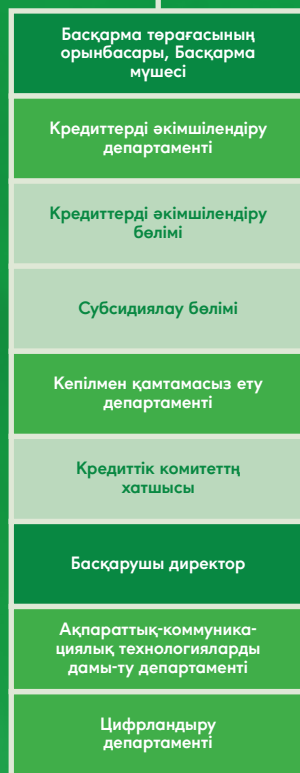 Басқарма төрағасының
орынбасары, Басқарма
мүшесі
Кредиттерді әкімшілендіру
департаменті
Кредиттерді әкімшілендіру
бөлімі
Субсидиялау бөлімі
Кепілмен қамтамасыз ету
департаменті
Кредиттік комитеттң
хатшысы
Басқарушы директор
Ақпараттық-коммуника-
циялық технологияларды
дамы-ту департаменті
Цифрландыру
департаменті